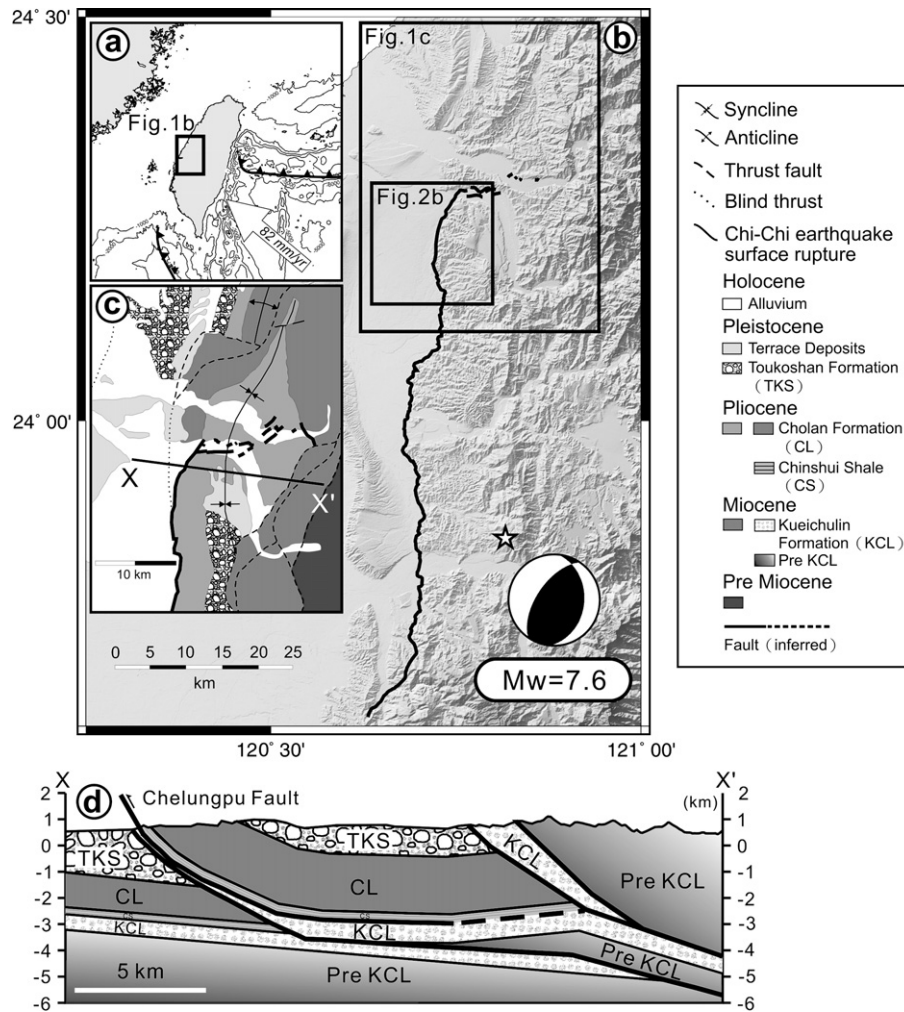 24° 30'
a
Fig.1b
82 mm/yr
Fig.1c
b
Fig.2b
24° 00'
c
X
X'
10 km
0 5 10 15 20 25
km
Mw=7.6
120° 30'
121° 00'
Syncline
Anticline
Thrust fault
Blind thrust
Chi-Chi earthquake
surface rupture
Holocene
Alluvium
Pleistocene
Terrace Deposits
Toukoshan Formation
(TKS)
Pliocene
Cholan Formation
(CL)
Chinshui Shale
(CS)
Miocene
Kueichulin
Formation (KCL)
Pre KCL
Pre Miocene
Fault (inferred)
X
X'
d
Chelungpu Fault
(km)
2
1
0
-1
-2
-3
-4
-5
-6
TKS
CL
CS
KCL
TKS
CL
CS
KCL
KCL
Pre KCL
Pre KCL
Pre KCL
5 km
2
1
0
-1
-2
-3
-4
-5
-6